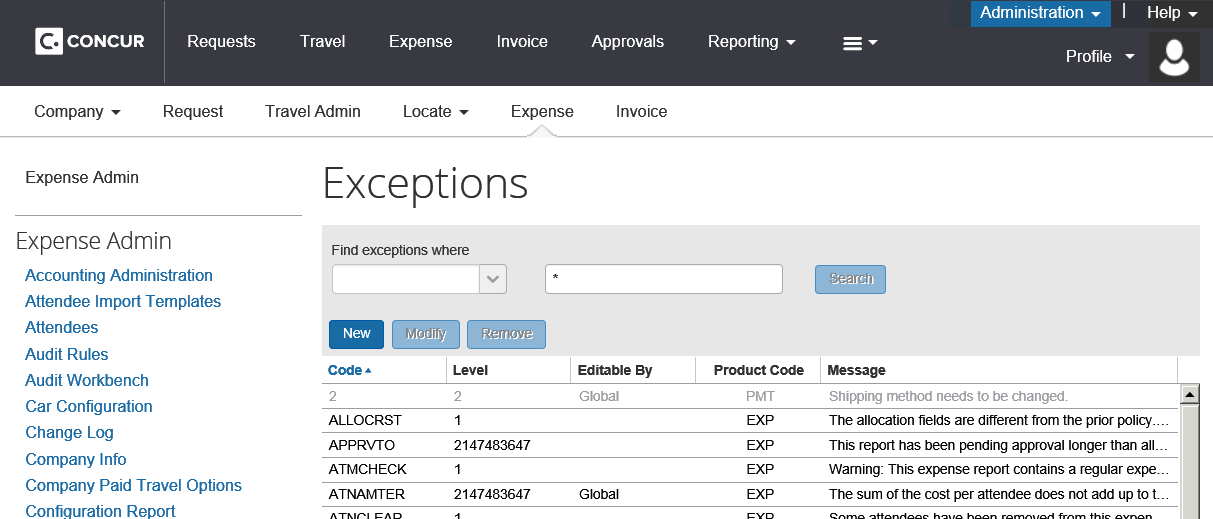 Administration | Help
CONCUR Requests Travel Expense Invoice Approvals Reporting
Profile
Company Request Travel Admin Locate Expense Invoice
Expense Admin
Expense Admin
Accounting Administration
Attendee Import Templates
Attendees
Audit Rules
Audit Workbench
Car Configuration
Change Log
Company Info
Company Paid Travel Options
Configuration Report
Exceptions
Find exceptions where
* Search
New Modify Remove
Code Level Editable By Product Code Message
2 2 Global PMT Shipping method needs to be changed.
ALLOCRST 1 EXP The allocation fields are different from the prior policy....
APPRVTO 2147483647 EXP This report has been pending approval longer than all...
ATMCHECK 1 EXP Warning: This expense report contains a regular expe...
ATNAMTER 2147483647 Global EXP The sum of the cost per attendee does not add up to t...
ATNCLEAR 1 EXP Some attendees have been removed from this expen...